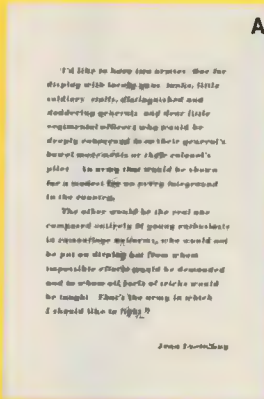 A
"I'd like to have two armies: One for
display with lovely guns, tanks, little
soldiers, staffs, distinguished and
doddering generals, and dear little
regimental officers who would be
deeply concerned over their general's
bowel movements or their colonel's
piles: an army that would be shown
for a modest fee on every fairground
in the country.
The other would be the real one
composed entirely of young enthusiasts
in camouflage uniforms, who would not
be put on display but from whom
impossible efforts would be demanded
and to whom all sorts of tricks would
be taught. That's the army in which
I should like to fight."
Jean Larteguy